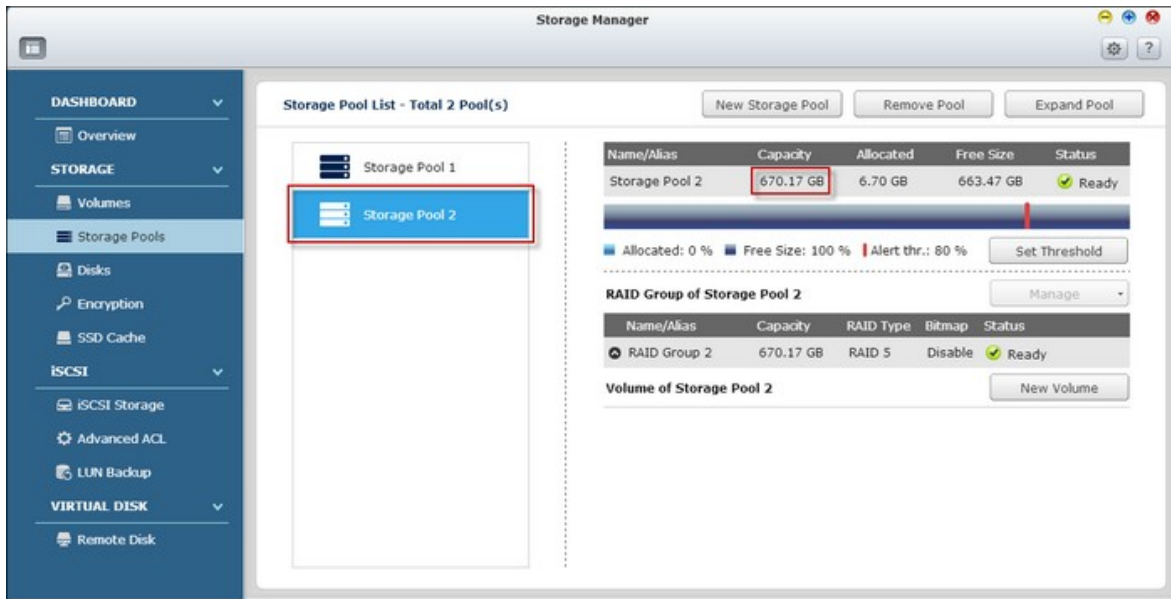 Storage Manager
?
DASHBOARD
Overview
STORAGE
Volumes
Storage Pools
Disks
Encryption
SSD Cache
iSCSI
iSCSI Storage
Advanced ACL
LUN Backup
VIRTUAL DISK
Remote Disk
Storage Pool List - Total 2 Pool(s)
New Storage Pool Remove Pool Expand Pool
Storage Pool 1
Storage Pool 2
Name/Alias Capacity Allocated Free Size Status
Storage Pool 2 670.17 GB 6.70 GB 663.47 GB Ready
Allocated: 0 % Free Size: 100 % Alert thr.: 80 % Set Threshold
RAID Group of Storage Pool 2 Manage
Name/Alias Capacity RAID Type Bitmap Status
RAID Group 2 670.17 GB RAID 5 Disable Ready
Volume of Storage Pool 2 New Volume